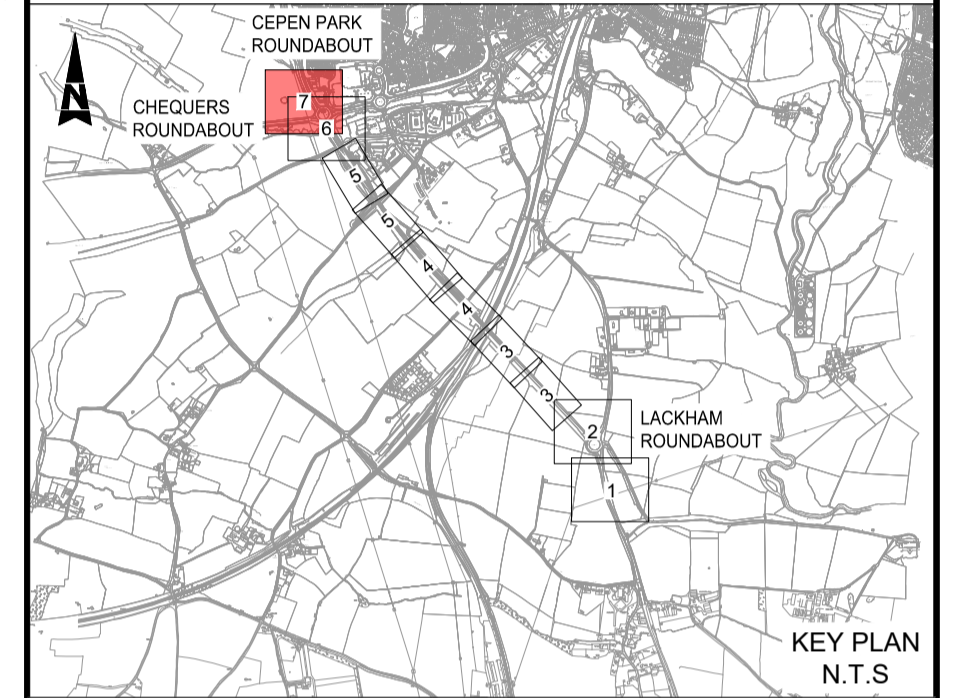 CEPEN PARK
ROUNDABOUT
N
CHEQUERS
ROUNDABOUT
7
6
5
5
4
4
3
3
2
LACKHAM
ROUNDABOUT
1
KEY PLAN
N.T.S